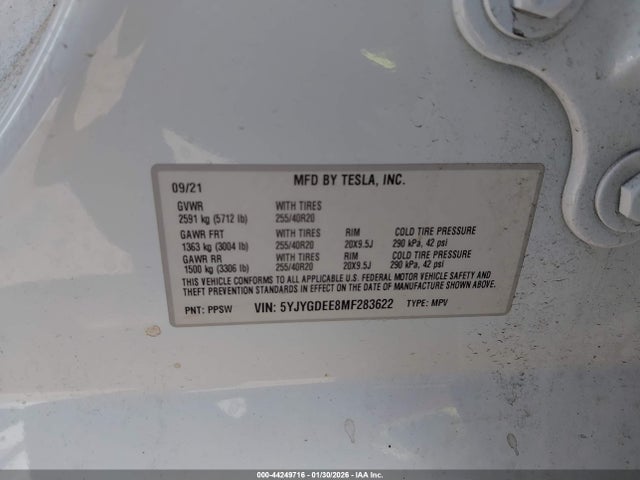 09/21 MFD BY TESLA, INC.
GVWR WITH TIRES
2591 kg (5712 lb) 255/40R20
GAWR FRT WITH TIRES RIM COLD TIRE PRESSURE
1363 kg (3004 lb) 255/40R20 20X9.5J 290 kPa, 42 psi
GAWR RR WITH TIRES RIM COLD TIRE PRESSURE
1500 kg (3306 lb) 255/40R20 20X9.5J 290 kPa, 42 psi
THIS VEHICLE CONFORMS TO ALL APPLICABLE U.S. FEDERAL MOTOR VEHICLE SAFETY AND
THEFT PREVENTION STANDARDS IN EFFECT ON THE DATE OF MANUFACTURE SHOWN ABOVE.
PNT: PPSW VIN: 5YJYGDEE8MF283622 TYPE: MPV
000-44249716 - 01/30/2026 - IAA Inc.